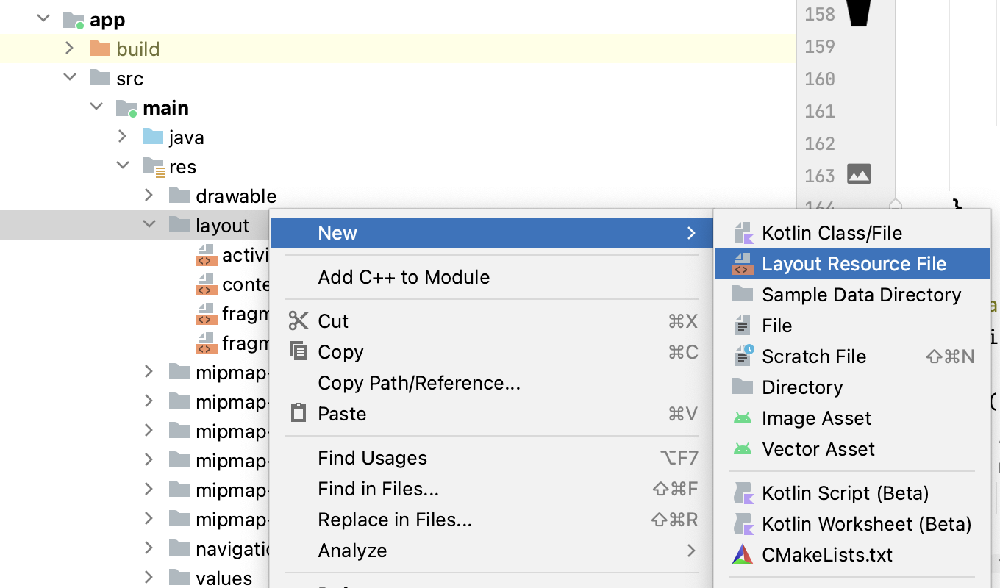 app
build
src
main
java
res
drawable
layout
activi
conte
fragm
fragm
mipmap-
mipmap-
mipmap-
mipmap-
mipmap-
mipmap-
navigatio
values
New
Add C++ to Module
Cut ⌘X
Copy ⌘C
Copy Path/Reference...
Paste ⌘V
Find Usages ⌥F7
Find in Files... ⇧⌘F
Replace in Files... ⇧⌘R
Analyze
Kotlin Class/File
Layout Resource File
Sample Data Directory
File
Scratch File ⇧⌘N
Directory
Image Asset
Vector Asset
Kotlin Script (Beta)
Kotlin Worksheet (Beta)
CMakeLists.txt
158
159
160
161
162
163
164
}